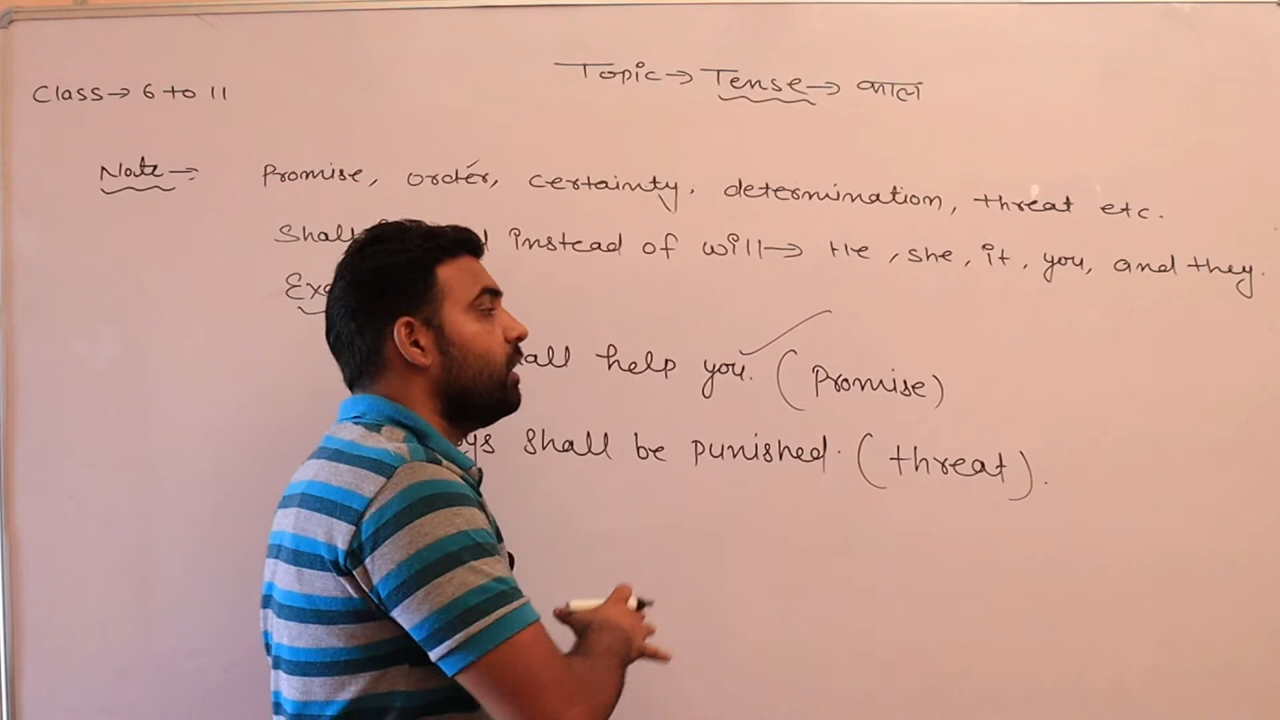 Class→ 6 to 11
Topic→ Tense→ काल
Note→: Promise, order, certainty, determination, threat etc.
Shall instead of will→ He, she, it, you, and they.
help you. (Promise)
shall be punished. (threat).